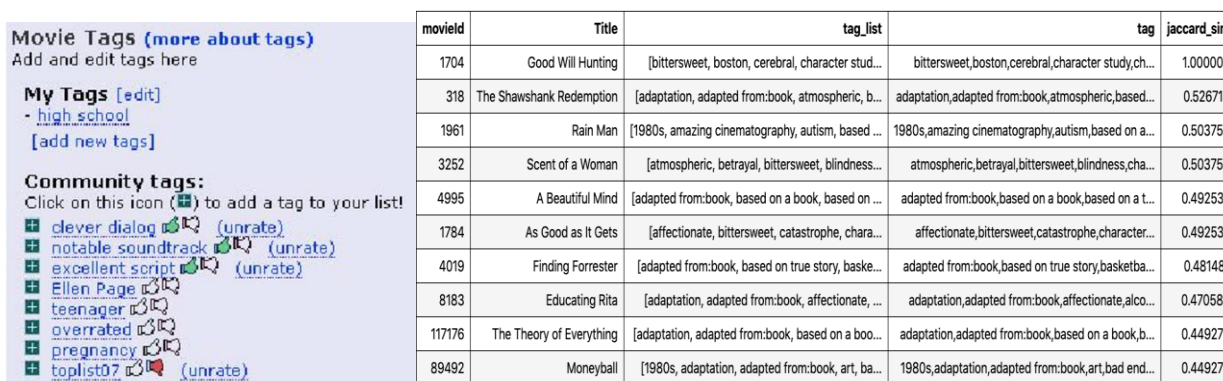 Movie Tags (more about tags)
Add and edit tags here
My Tags [edit]
- high school
[add new tags]
Community tags:
Click on this icon ( ) to add a tag to your list!
clever dialog (unrate)
notable soundtrack (unrate)
excellent script (unrate)
Ellen Page
teenager
overrated
pregnancy
toplist07 (unrate)
movieId Title tag_list tag jaccard_sir
1704 Good Will Hunting [bittersweet, boston, cerebral, character stud... bittersweet,boston,cerebral,character study,ch... 1.00000
318 The Shawshank Redemption [adaptation, adapted from:book, atmospheric, b... adaptation,adapted from:book,atmospheric,based... 0.52671
1961 Rain Man [1980s, amazing cinematography, autism, based ... 1980s,amazing cinematography,autism,based on a... 0.50375
3252 Scent of a Woman [atmospheric, betrayal, bittersweet, blindness... atmospheric,betrayal,bittersweet,blindness,cha... 0.50375
4995 A Beautiful Mind [adapted from:book, based on a book, based on ... adapted from:book,based on a book,based on a t... 0.49253
1784 As Good as It Gets [affectionate, bittersweet, catastrophe, chara... affectionate,bittersweet,catastrophe,character... 0.49253
4019 Finding Forrester [adapted from:book, based on true story, baske... adapted from:book,based on true story,basketba... 0.48148
8183 Educating Rita [adaptation, adapted from:book, affectionate, ... adaptation,adapted from:book,affectionate,alco... 0.47058
117176 The Theory of Everything [adaptation, adapted from:book, based on a boo... adaptation,adapted from:book,based on a book,b... 0.44927
89492 Moneyball [1980s, adaptation, adapted from:book, art, ba... 1980s,adaptation,adapted from:book,art,bad end... 0.44927